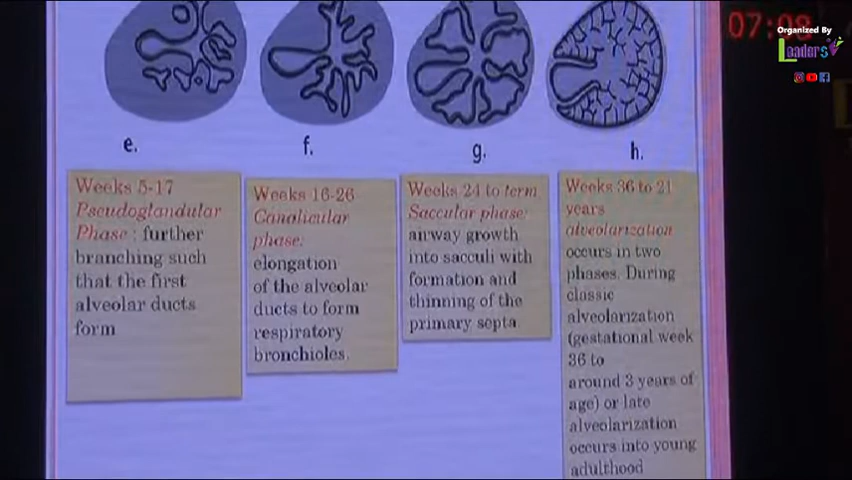 07:08
Organized By
Leaders
e.
f.
g.
h.
Weeks 5-17
Pseudoglandular
Phase : further
branching such
that the first
alveolar ducts
form
Weeks 16-26
Canalicular
phase:
elongation
of the alveolar
ducts to form
respiratory
bronchioles.
Weeks 24 to term
Saccular phase:
airway growth
into sacculi with
formation and
thinning of the
primary septa
Weeks 36 to 21
years
alveolarization
occurs in two
phases. During
classic
alveolarization
(gestational week
36 to
around 3 years of
age) or late
alveolarization
occurs into young
adulthood